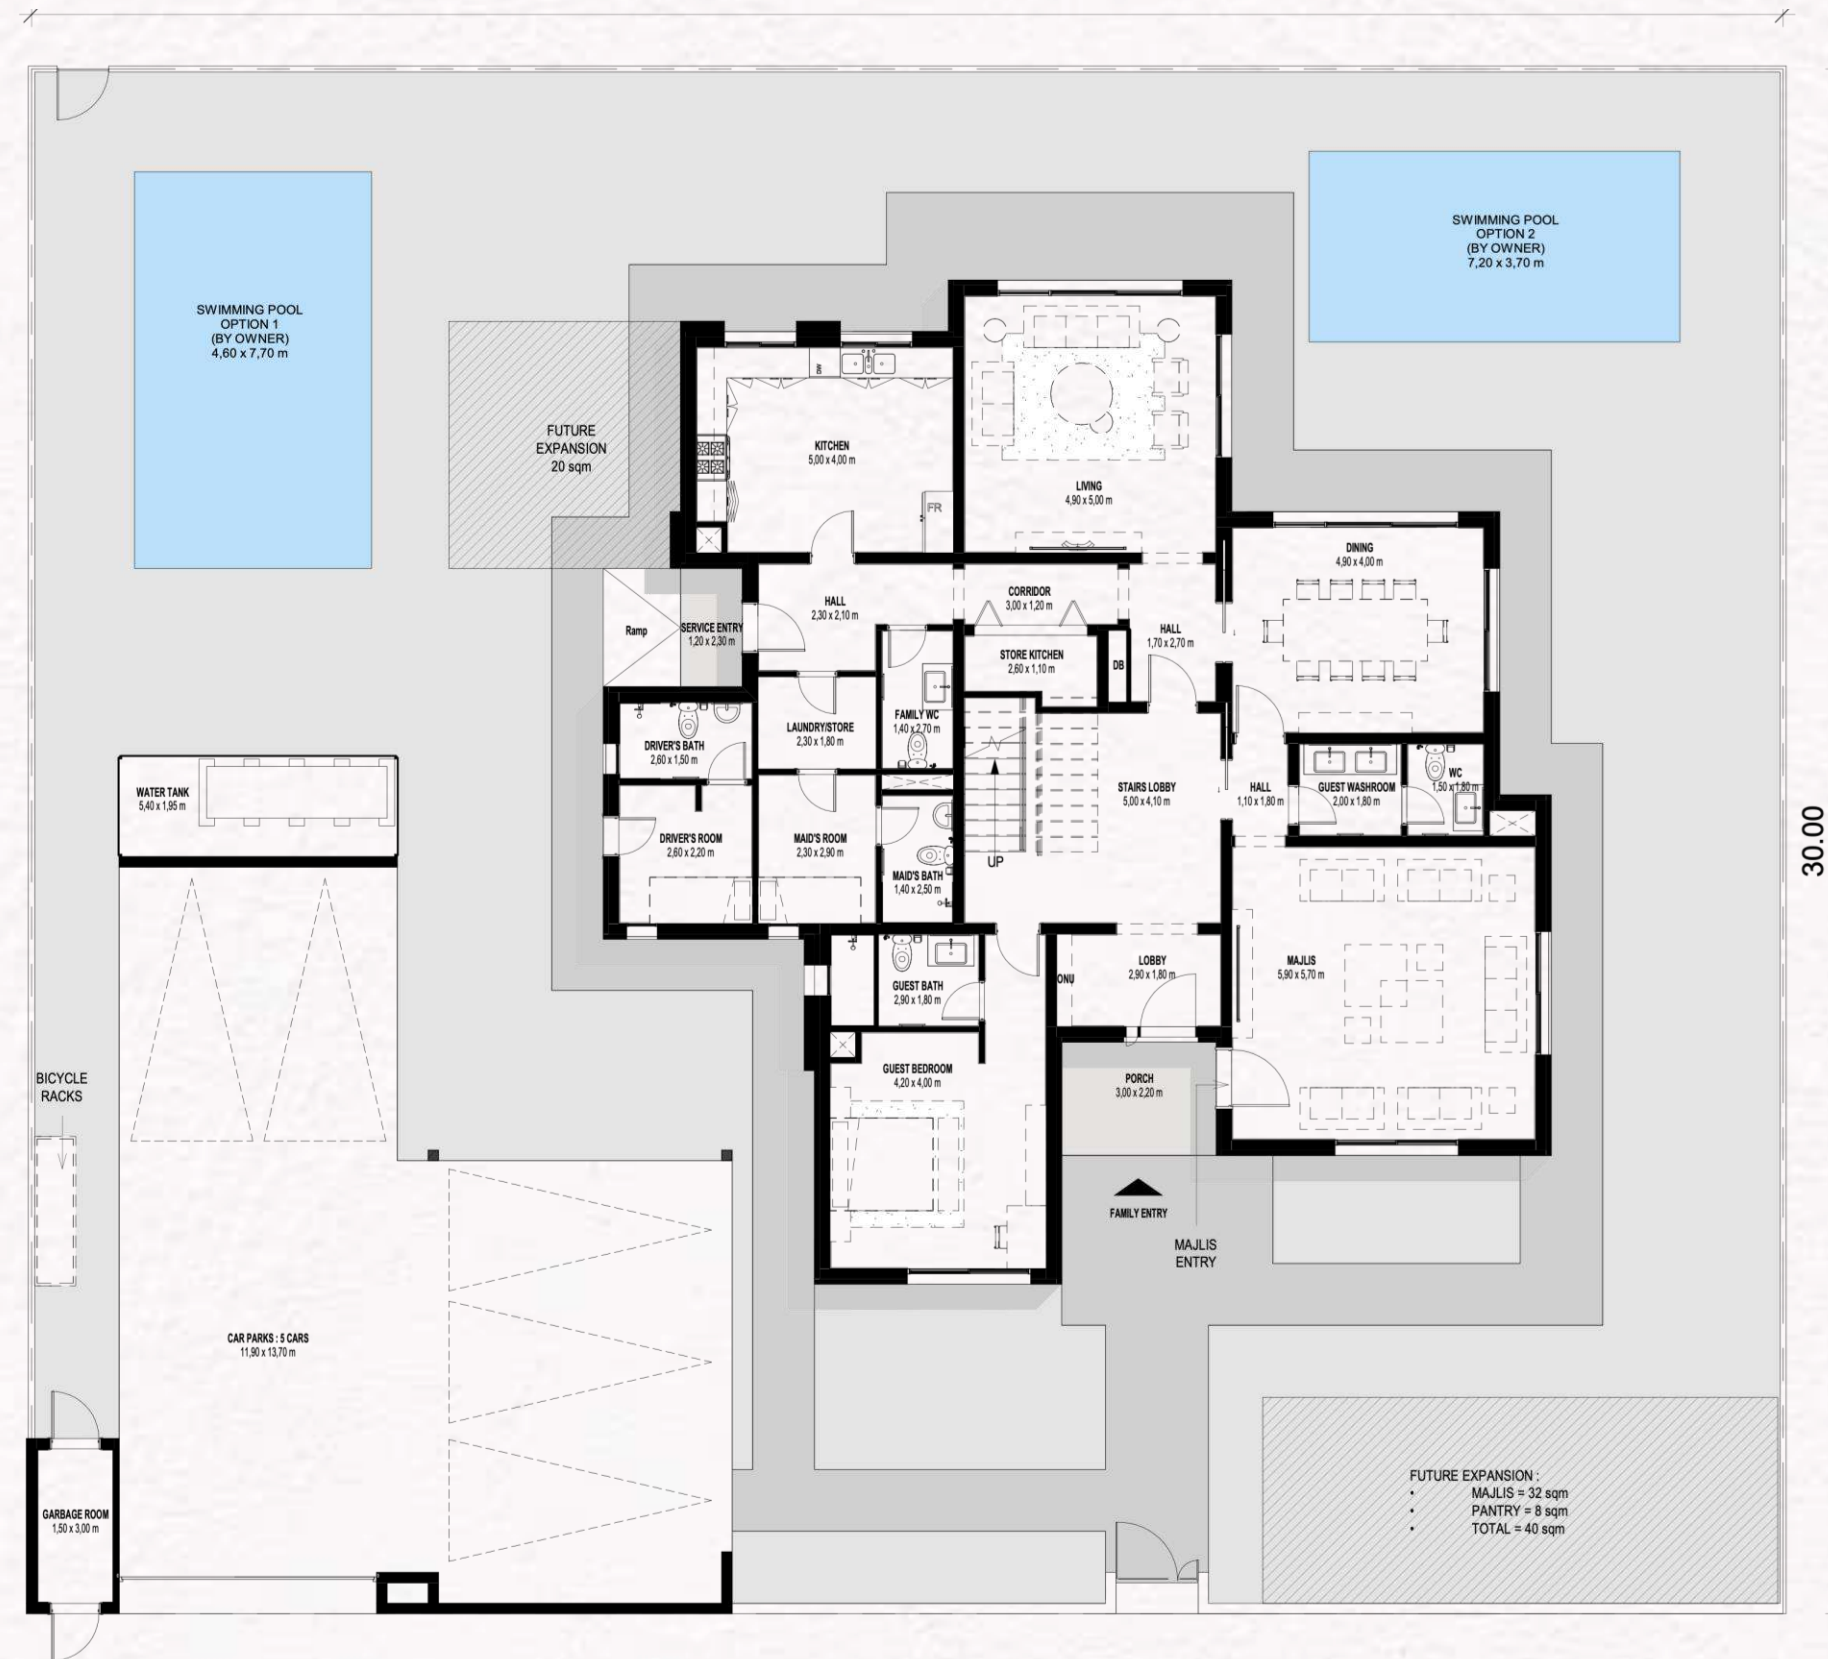 SWIMMING POOL
OPTION 1
(BY OWNER)
4,60 x 7,70 m
SWIMMING POOL
OPTION 2
(BY OWNER)
7,20 x 3,70 m
FUTURE
EXPANSION
20 sqm
DW
KITCHEN
5,00 x 4,00 m
FR
LIVING
4,90 x 5,00 m
DINING
4,90 x 4,00 m
HALL
2,30 x 2,10 m
CORRIDOR
3,00 x 1,20 m
HALL
1,70 x 2,70 m
Ramp
SERVICE ENTRY
1,20 x 2,30 m
STORE KITCHEN
2,60 x 1,10 m
DB
FAMILY WC
1,40 x 2,70 m
LAUNDRY/STORE
2,30 x 1,80 m
DRIVER'S BATH
2,60 x 1,50 m
WATER TANK
5,40 x 1,95 m
STAIRS LOBBY
5,00 x 4,10 m
HALL
1,10 x 1,80 m
GUEST WASHROOM
2,00 x 1,80 m
WC
1,50 x 1,80 m
DRIVER'S ROOM
2,60 x 2,20 m
MAID'S ROOM
2,30 x 2,90 m
MAID'S BATH
1,40 x 2,50 m
UP
30.00
GUEST BATH
2,90 x 1,80 m
ONU
LOBBY
2,90 x 1,80 m
MAJLIS
5,90 x 5,70 m
BICYCLE
RACKS
GUEST BEDROOM
4,20 x 4,00 m
PORCH
3,00 x 2,20 m
FAMILY ENTRY
MAJLIS
ENTRY
CAR PARKS : 5 CARS
11,90 x 13,70 m
GARBAGE ROOM
1,50 x 3,00 m
FUTURE EXPANSION :
• MAJLIS = 32 sqm
• PANTRY = 8 sqm
• TOTAL = 40 sqm